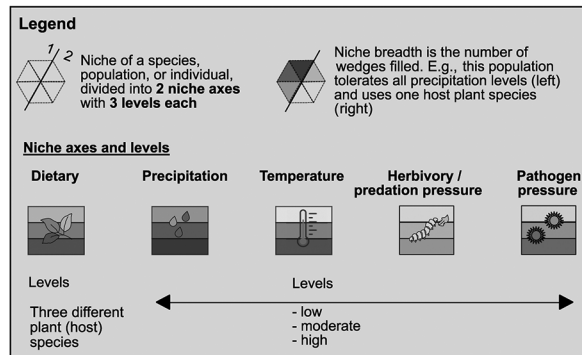 Legend
1 2
Niche of a species,
population, or individual,
divided into 2 niche axes
with 3 levels each
Niche breadth is the number of
wedges filled. E.g., this population
tolerates all precipitation levels (left)
and uses one host plant species
(right)
Niche axes and levels
Dietary
Precipitation
Temperature
Herbivory /
predation pressure
Pathogen
pressure
Levels
Three different
plant (host)
species
Levels
- low
- moderate
- high